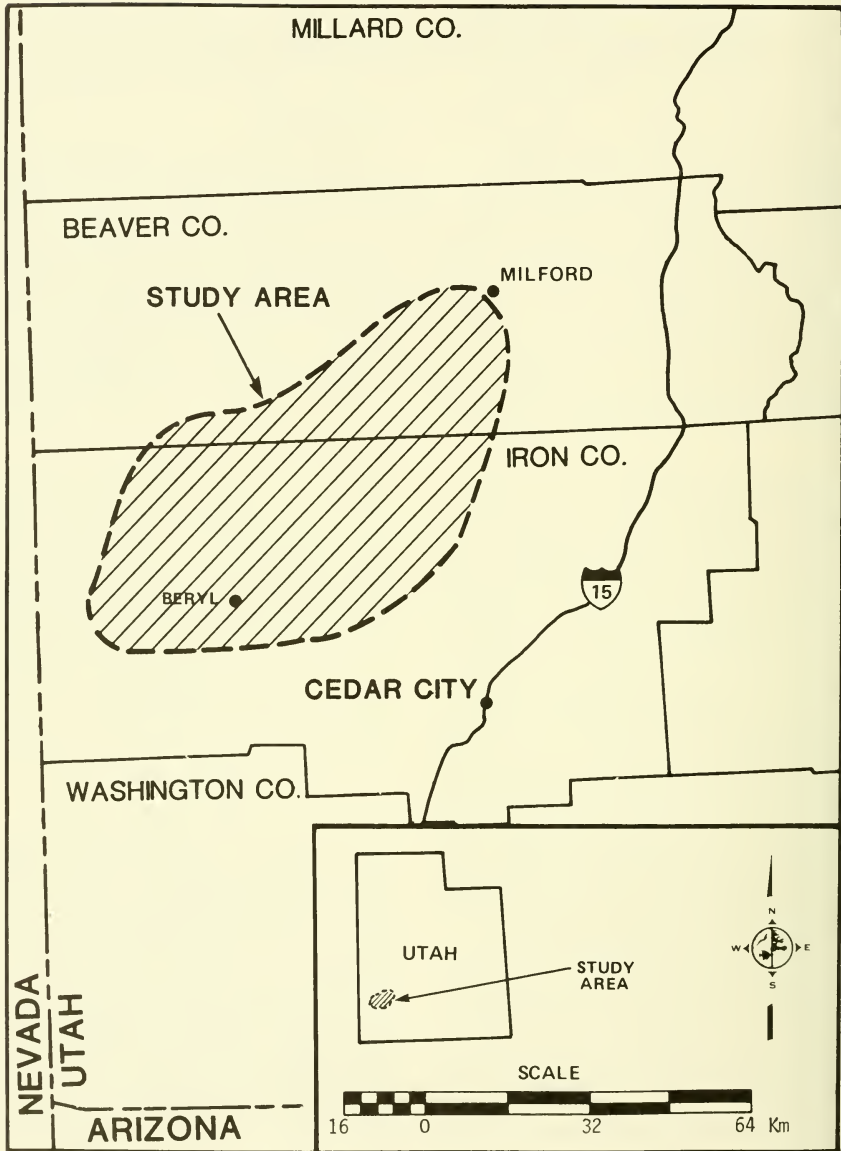 MILLARD CO.
BEAVER CO.
MILFORD
STUDY AREA
IRON CO.
BERYL
15
CEDAR CITY
WASHINGTON CO.
NEVADA
UTAH
ARIZONA
UTAH
STUDY
AREA
N
W
E
S
SCALE
16 0 32 64 Km